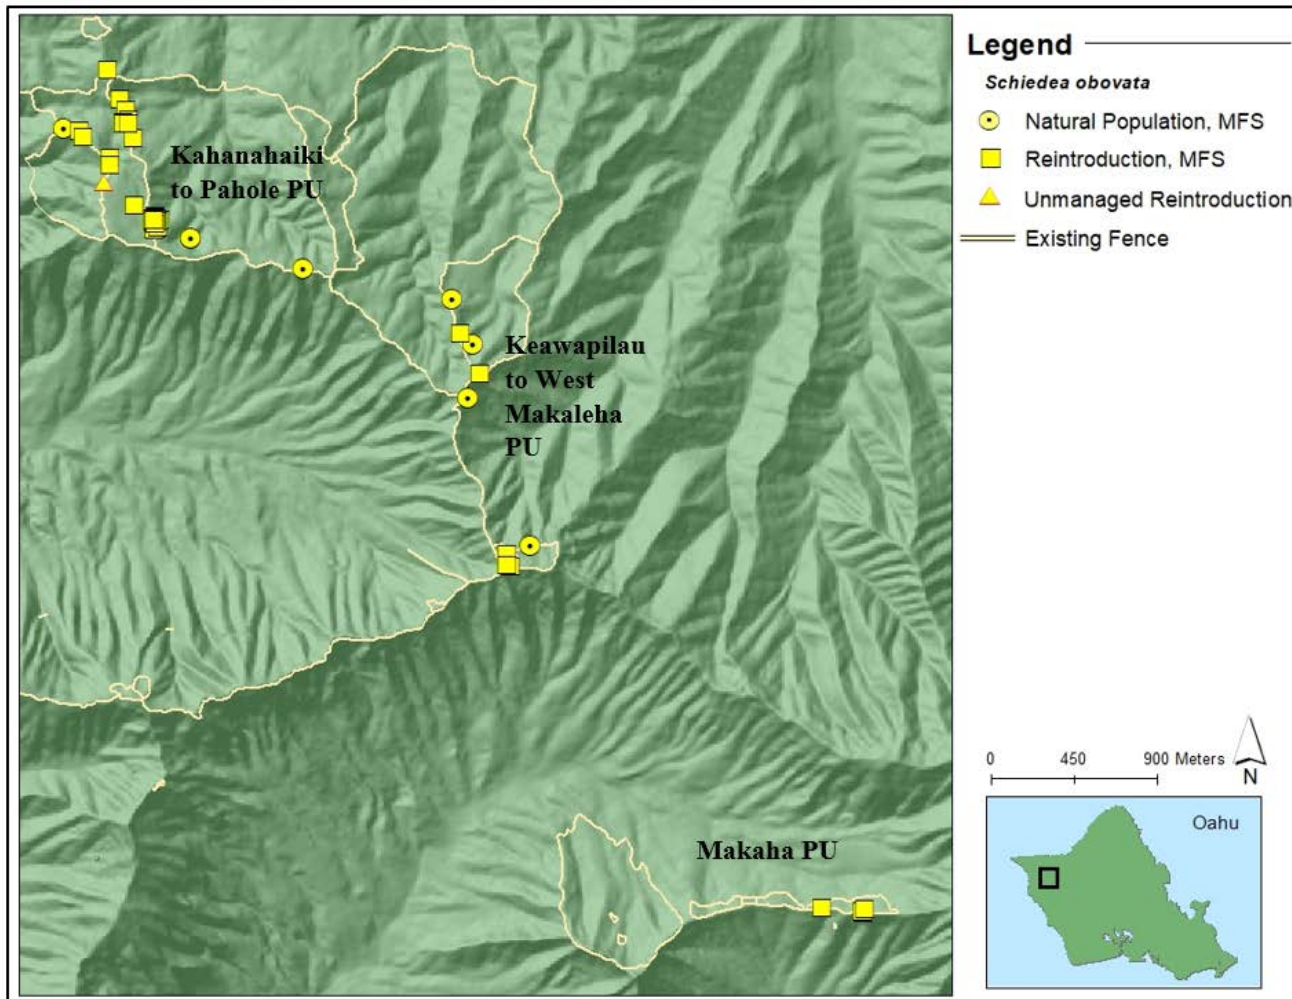 Legend
Schiedea obovata
Natural Population, MFS
Reintroduction, MFS
Unmanaged Reintroduction
Existing Fence
Kahanahaiki
to Pahole PU
Keawapilau
to West
Makaleha
PU
Makaha PU
0 450 900 Meters
N
Oahu